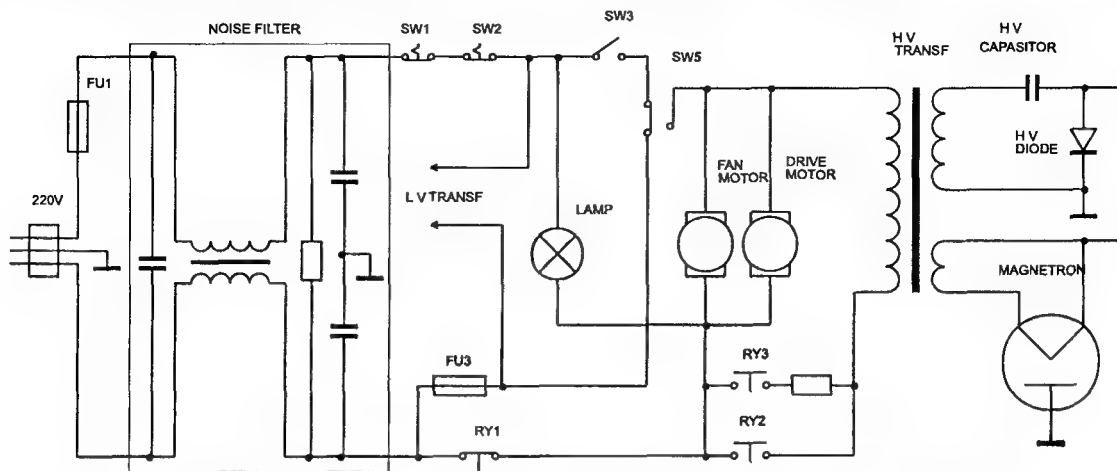 NOISE FILTER
SW1
SW2
SW3
SW5
H V
TRANSF
H V
CAPASITOR
FU1
H V
DIODE
FAN
MOTOR
DRIVE
MOTOR
220V
L V TRANSF
LAMP
MAGNETRON
FU3
RY3
RY1
RY2